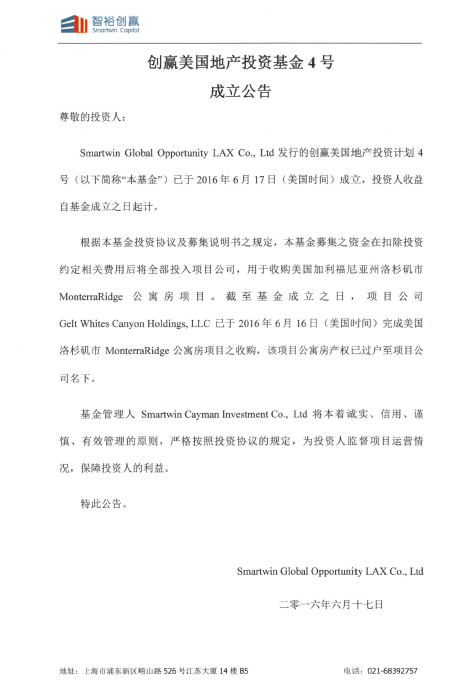 智裕创赢
Smartwin Capital
创赢美国地产投资基金 4 号
成立公告
尊敬的投资人：
Smartwin Global Opportunity LAX Co., Ltd 发行的创赢美国地产投资计划 4
号（以下简称“本基金”）已于 2016 年 6 月 17 日（美国时间）成立，投资人收益
自基金成立之日起计。
根据本基金投资协议及募集说明书之规定，本基金募集之资金在扣除投资
约定相关费用后将全部投入项目公司，用于收购美国加利福尼亚州洛杉矶市
MonterraRidge 公寓房项目。截至基金成立之日，项目公司
Gelt Whites Canyon Holdings, LLC 已于 2016 年 6 月 16 日（美国时间）完成美国
洛杉矶市 MonterraRidge 公寓房项目之收购，该项目公寓房产权已过户至项目公
司名下。
基金管理人 Smartwin Cayman Investment Co., Ltd 将本着诚实、信用、谨
慎、有效管理的原则，严格按照投资协议的规定，为投资人监督项目运营情
况，保障投资人的利益。
特此公告。
Smartwin Global Opportunity LAX Co., Ltd
二零一六年六月十七日
地址：上海市浦东新区崂山路 526 号江苏大厦 14 楼 B5 电话：021-68392757